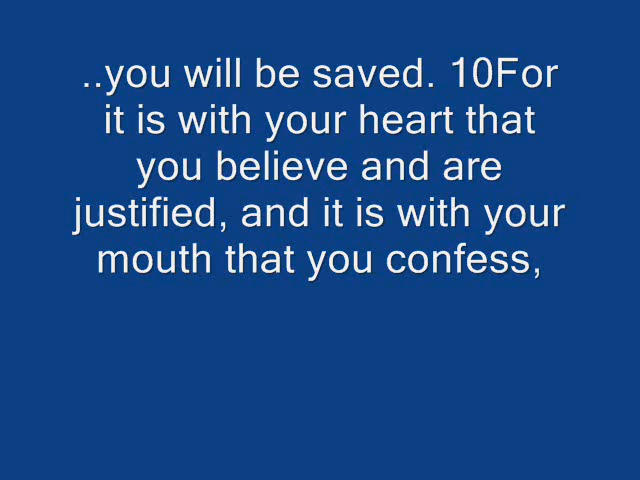 ..you will be saved. 10For
it is with your heart that
you believe and are
justified, and it is with your
mouth that you confess,